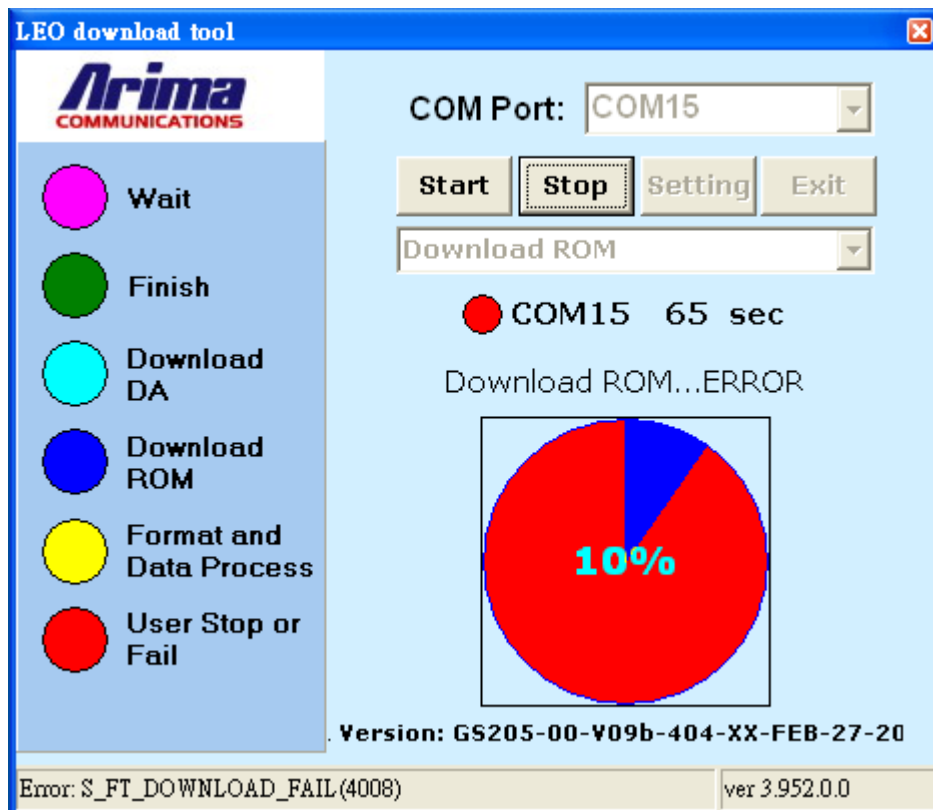 LEO download tool
Arima
COMMUNICATIONS
COM Port: COM15
Start Stop Setting Exit
Download ROM
COM15 65 sec
Download ROM...ERROR
10%
Wait
Finish
Download
DA
Download
ROM
Format and
Data Process
User Stop or
Fail
. Version: GS205-00-V09b-404-XX-FEB-27-20
Error: S_FT_DOWNLOAD_FAIL(4008)
ver 3.952.0.0